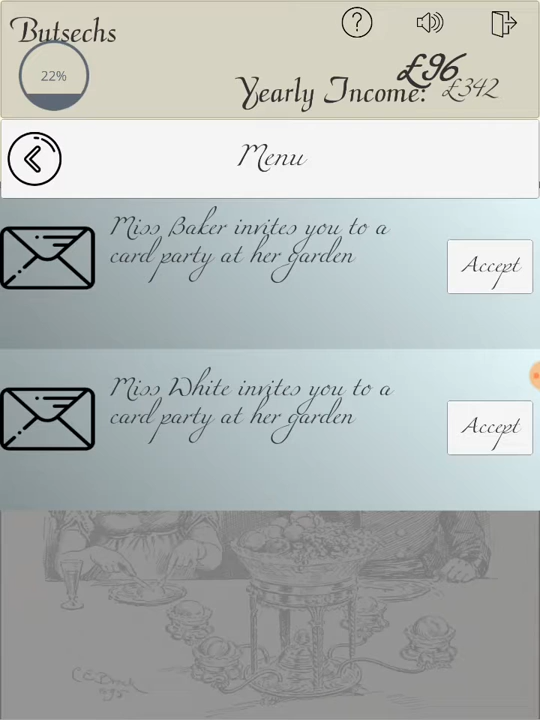 Butsechs
22%
£96
Yearly Income: £342
Menu
Miss Baker invites you to a
card party at her garden
Accept
Miss White invites you to a
card party at her garden
Accept